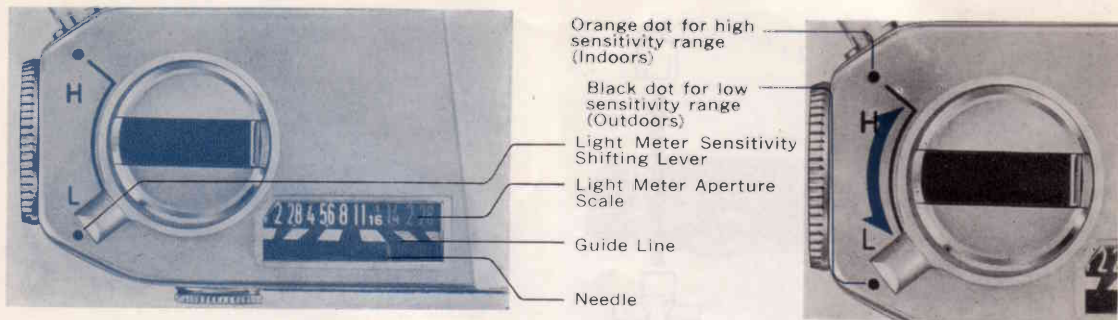 H
L
2 2.8 4 5.6 8 11 16
Orange dot for high
sensitivity range
(Indoors)
Black dot for low
sensitivity range
(Outdoors)
Light Meter Sensitivity
Shifting Lever
Light Meter Aperture
Scale
Guide Line
Needle
H
L